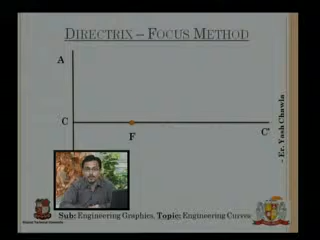 DIRECTRIX – FOCUS METHOD
A
C
F
C'
- Er. Yash Chawla
Sub: Engineering Graphics, Topic: Engineering Curves